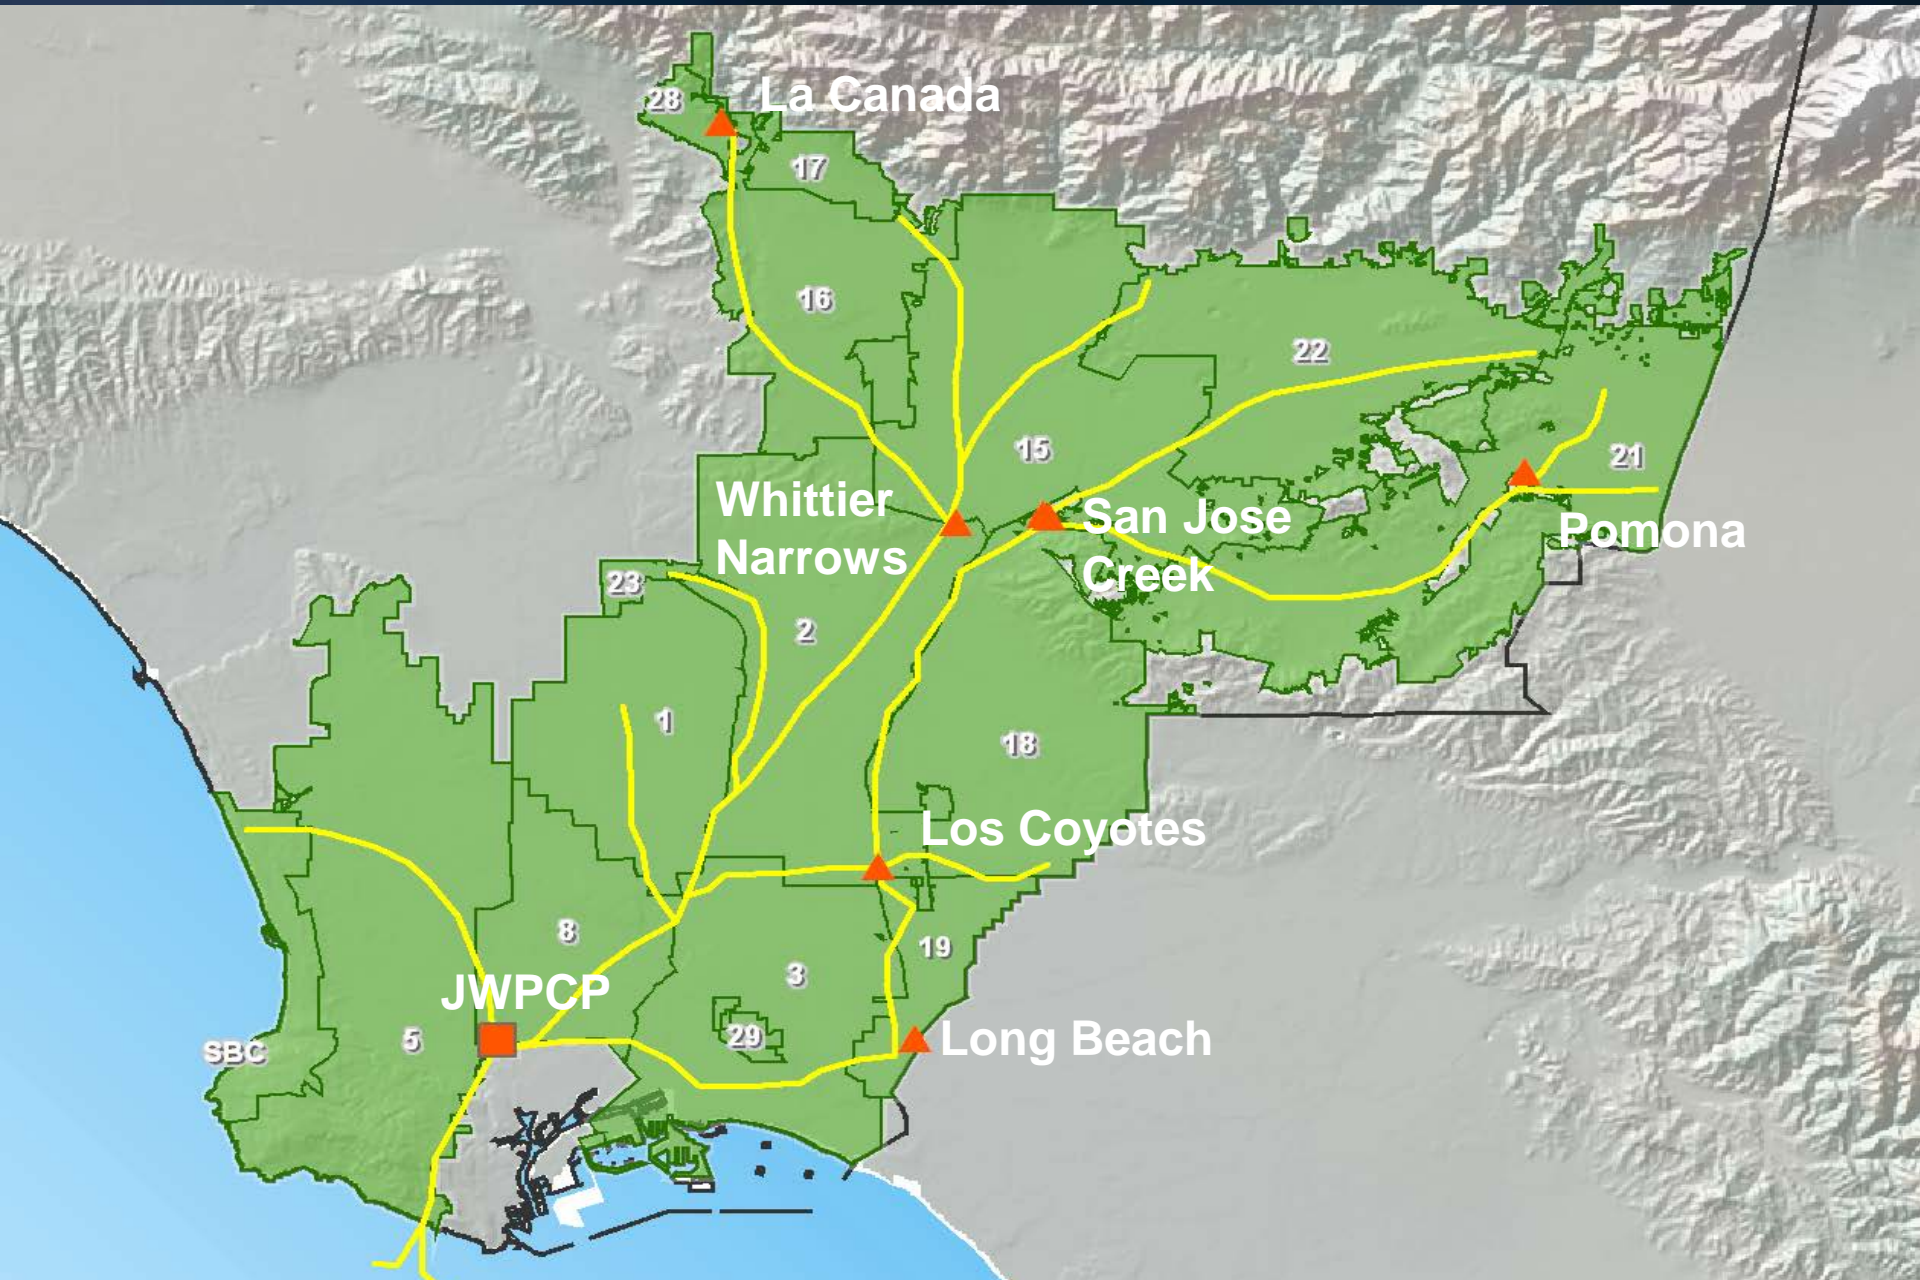 28
La Canada
17
16
22
15
21
Whittier
Narrows
San Jose
Creek
Pomona
23
2
1
18
Los Coyotes
8
19
3
JWPCP
29
5
SBC
Long Beach